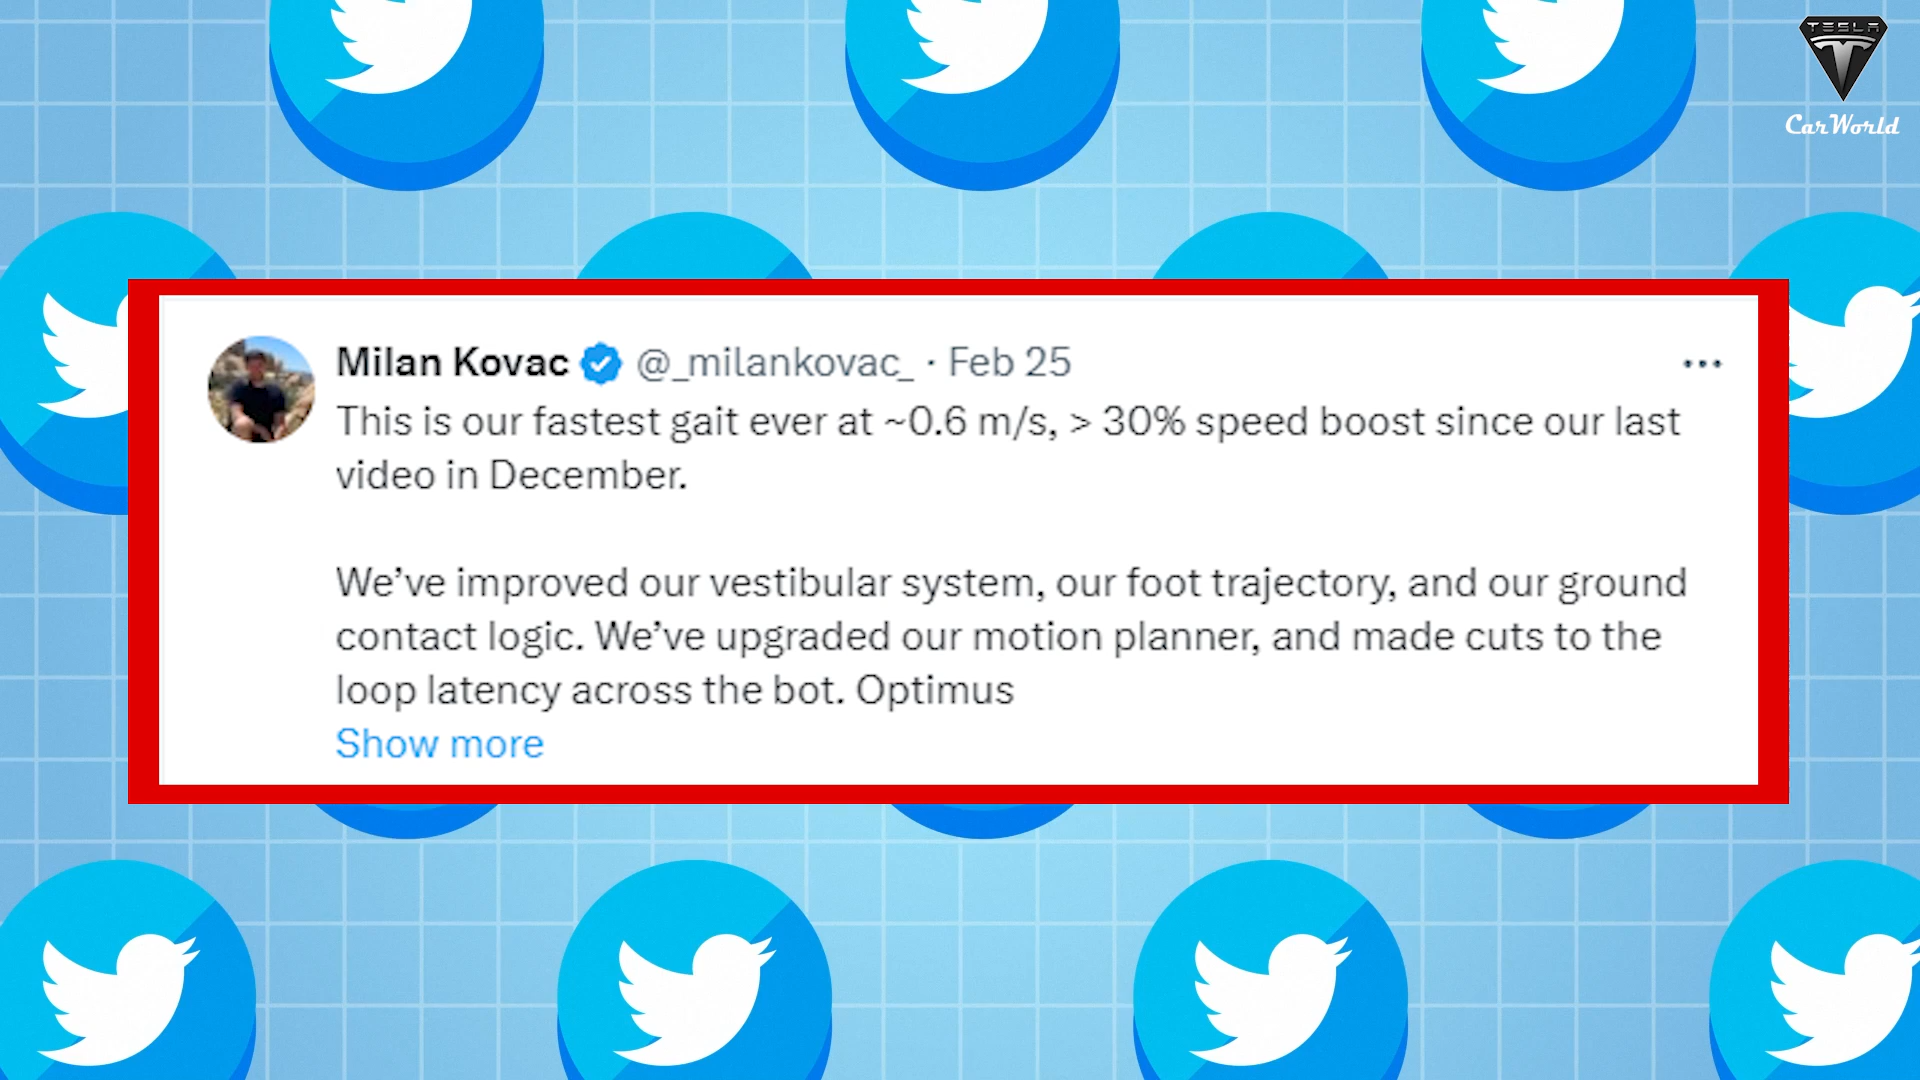 TESLA
CarWorld
Milan Kovac @_milankovac_ · Feb 25
This is our fastest gait ever at ~0.6 m/s, > 30% speed boost since our last
video in December.
We’ve improved our vestibular system, our foot trajectory, and our ground
contact logic. We’ve upgraded our motion planner, and made cuts to the
loop latency across the bot. Optimus
Show more